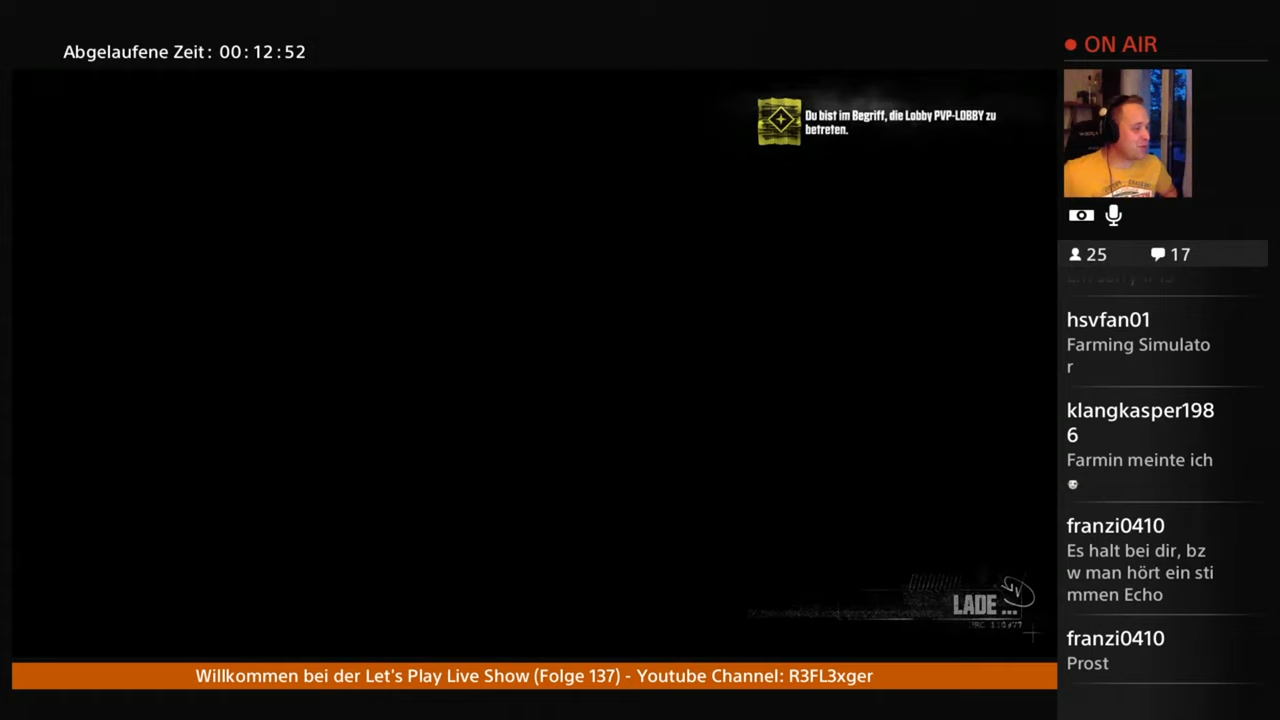 Abgelaufene Zeit: 00:12:52
ON AIR
Du bist im Begriff, die Lobby PVP-LOBBY zu
betreten.
25 17
hsvfan01
Farming Simulato
r
klangkasper198
6
Farmin meinte ich
franzi0410
Es halt bei dir, bz
w man hört ein sti
mmen Echo
franzi0410
Prost
LADE ...
Willkommen bei der Let's Play Live Show (Folge 137) - Youtube Channel: R3FL3xger